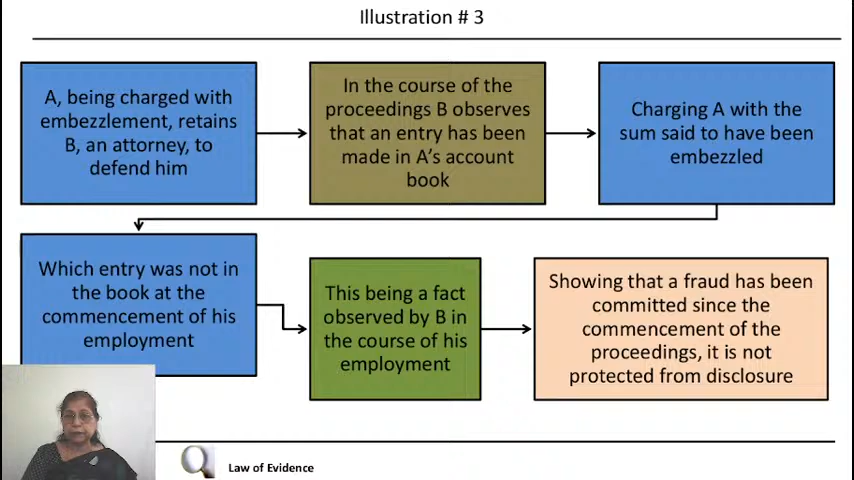 Illustration # 3
A, being charged with
embezzlement, retains
B, an attorney, to
defend him
In the course of the
proceedings B observes
that an entry has been
made in A's account
book
Charging A with the
sum said to have been
embezzled
Which entry was not in
the book at the
commencement of his
employment
This being a fact
observed by B in
the course of his
employment
Showing that a fraud has been
committed since the
commencement of the
proceedings, it is not
protected from disclosure
Law of Evidence